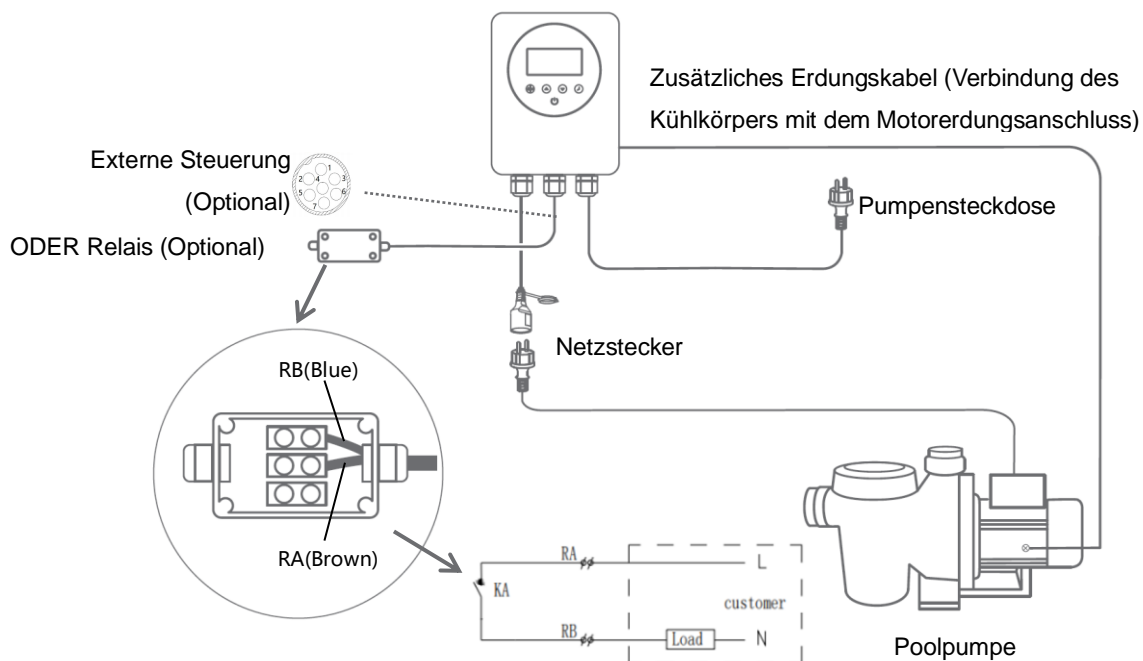 Zusätzliches Erdungskabel (Verbindung des
Kühlkörpers mit dem Motorerdungsanschluss)
Externe Steuerung
(Optional)
1
2
4
3
5
6
7
Pumpensteckdose
ODER Relais (Optional)
Netzstecker
RB(Blue)
RA(Brown)
RA
L
KA
customer
RB
Load
N
Poolpumpe